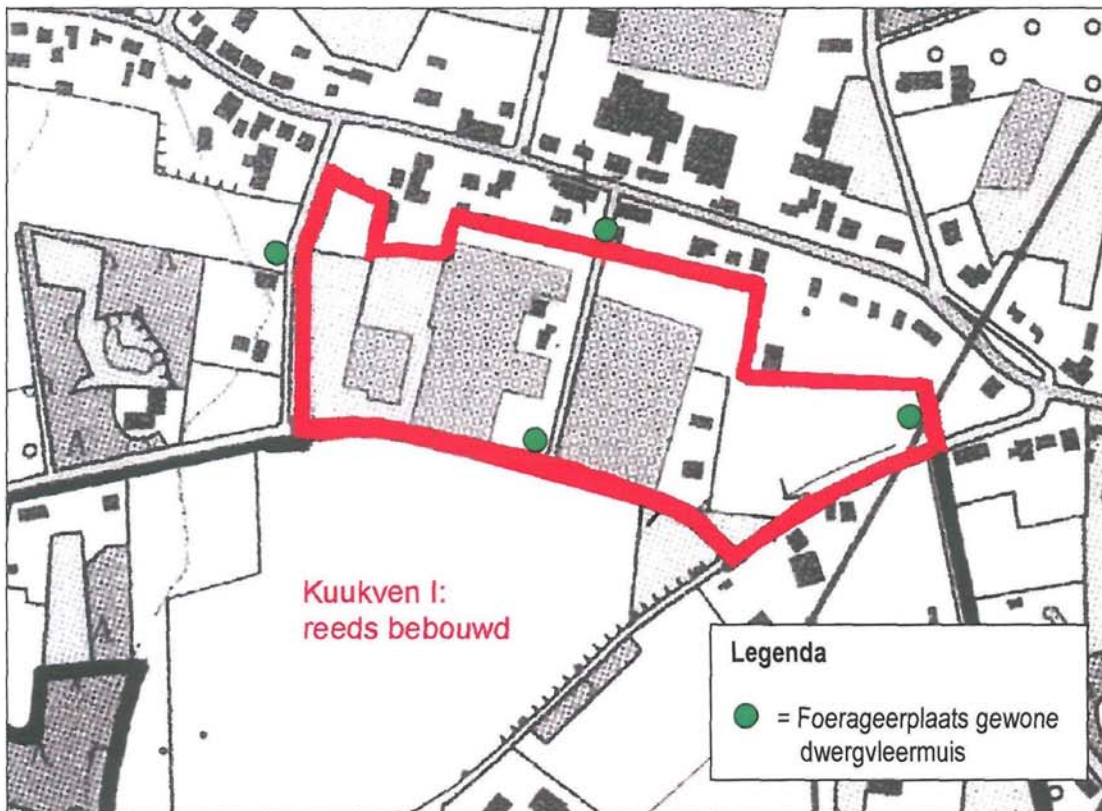 Kuukven I:
reeds bebouwd
Legenda
= Foerageerplaats gewone
dwergvleermuis